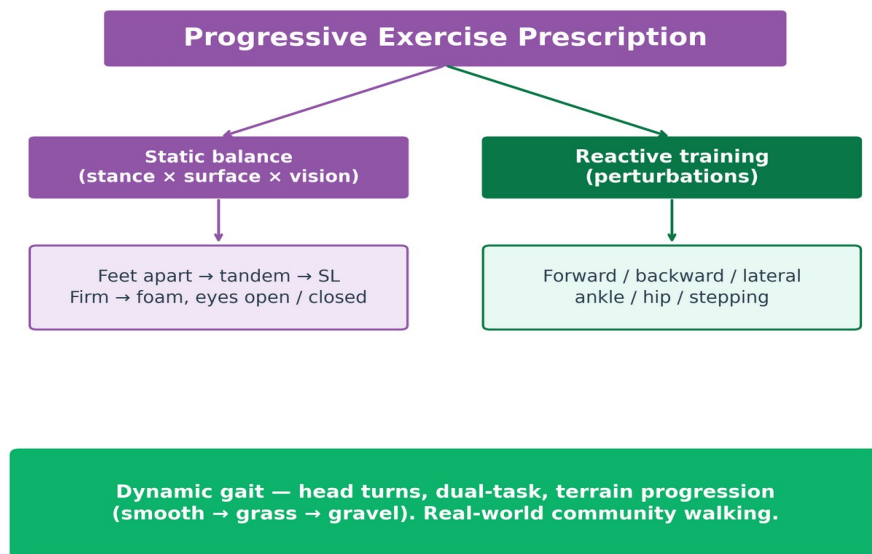 Progressive Exercise Prescription
Static balance
(stance × surface × vision)
Reactive training
(perturbations)
Feet apart → tandem → SL
Firm → foam, eyes open / closed
Forward / backward / lateral
ankle / hip / stepping
Dynamic gait — head turns, dual-task, terrain progression
(smooth → grass → gravel). Real-world community walking.